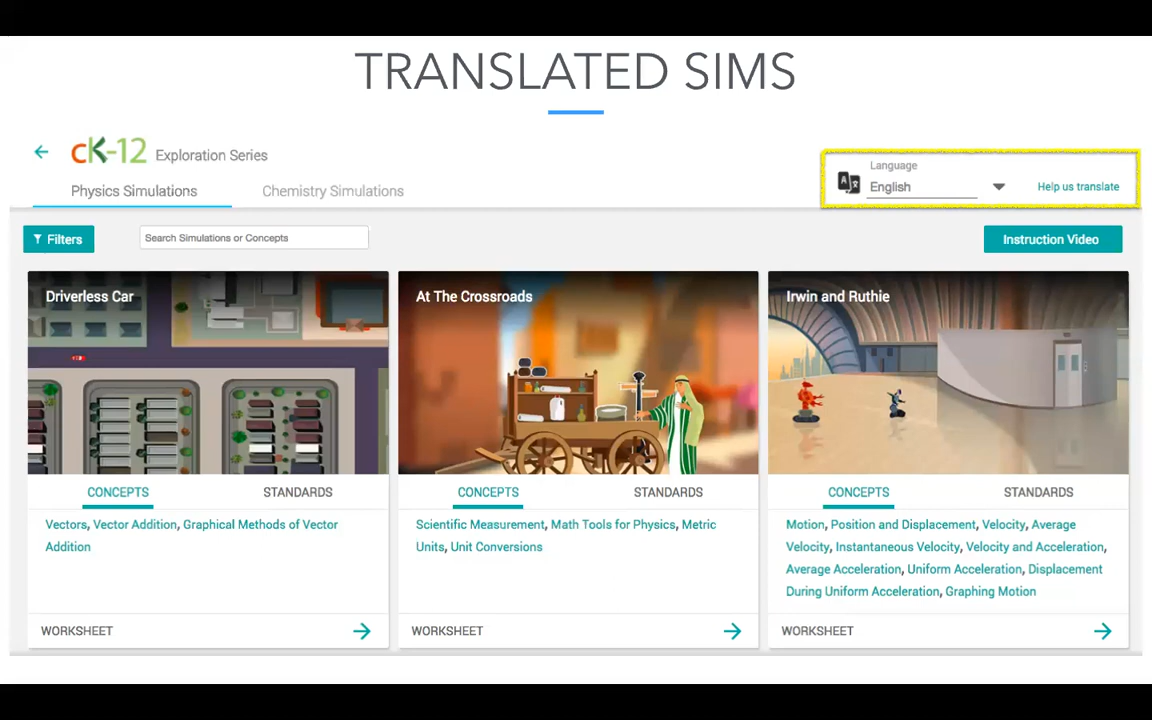 TRANSLATED SIMS
cK-12 Exploration Series
Language
English
Help us translate
Physics Simulations
Chemistry Simulations
Filters
Search Simulations or Concepts
Instruction Video
Driverless Car
At The Crossroads
Irwin and Ruthie
CONCEPTS
STANDARDS
Vectors, Vector Addition, Graphical Methods of Vector
Addition
WORKSHEET
CONCEPTS
STANDARDS
Scientific Measurement, Math Tools for Physics, Metric
Units, Unit Conversions
WORKSHEET
CONCEPTS
STANDARDS
Motion, Position and Displacement, Velocity, Average
Velocity, Instantaneous Velocity, Velocity and Acceleration,
Average Acceleration, Uniform Acceleration, Displacement
During Uniform Acceleration, Graphing Motion
WORKSHEET